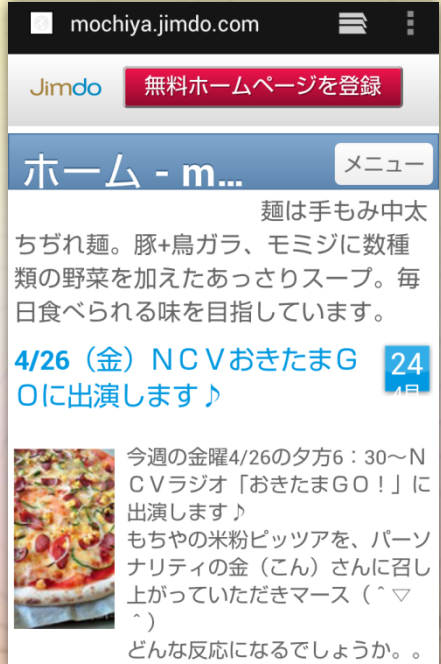 mochiya.jimdo.com
Jimdo
無料ホームページを登録
ホーム - m...
メニュー
麺は手もみ中太
ちぢれ麺。豚+鳥ガラ、モミジに数種
類の野菜を加えたあっさりスープ。毎
日食べられる味を目指しています。
4/26（金）ＮＣＶおきたまＧ
Ｏに出演します♪
24
4月
今週の金曜4/26の夕方6：30〜Ｎ
ＣＶラジオ「おきたまＧＯ！」に
出演します♪
もちやの米粉ピッツアを、パーソ
ナリティの金（こん）さんに召し
上がっていただきマース（＾▽
＾）
どんな反応になるでしょうか。。